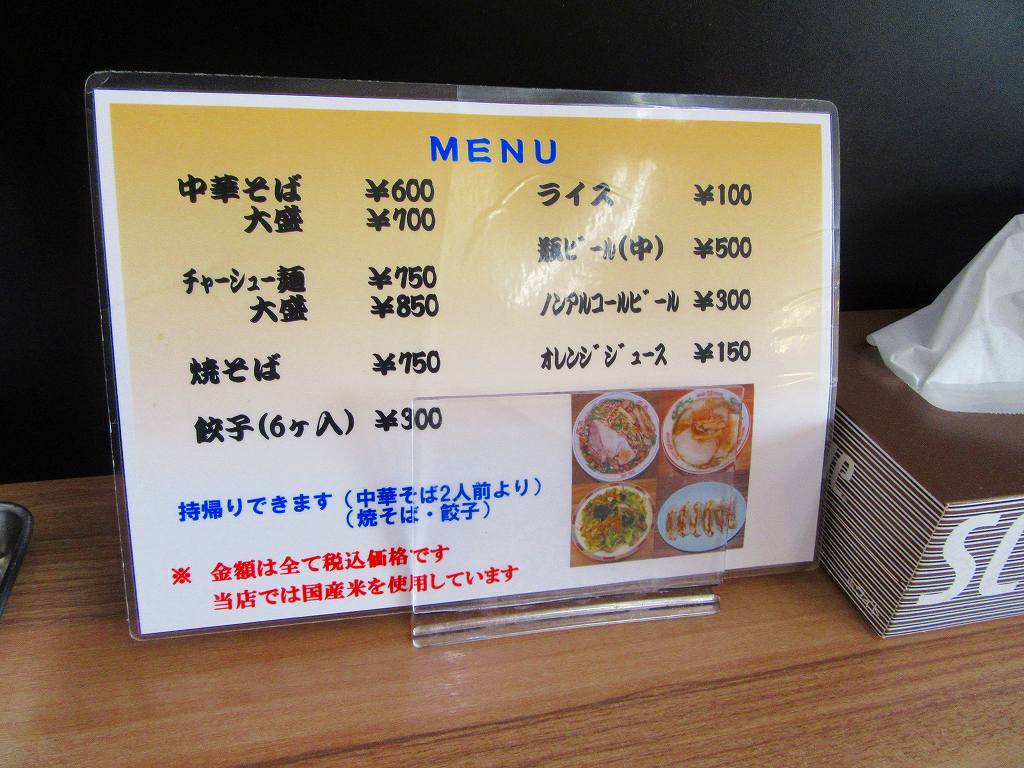 MENU
中華そば ¥600
大盛 ¥700
チャーシュー麺 ¥750
大盛 ¥850
焼そば ¥750
餃子(6ヶ入) ¥300
ライス ¥100
瓶ビール(中) ¥500
ノンアルコールビール ¥300
オレンジジュース ¥150
持帰りできます(中華そば2人前より)
(焼そば・餃子)
※ 金額は全て税込価格です
当店では国産米を使用しています